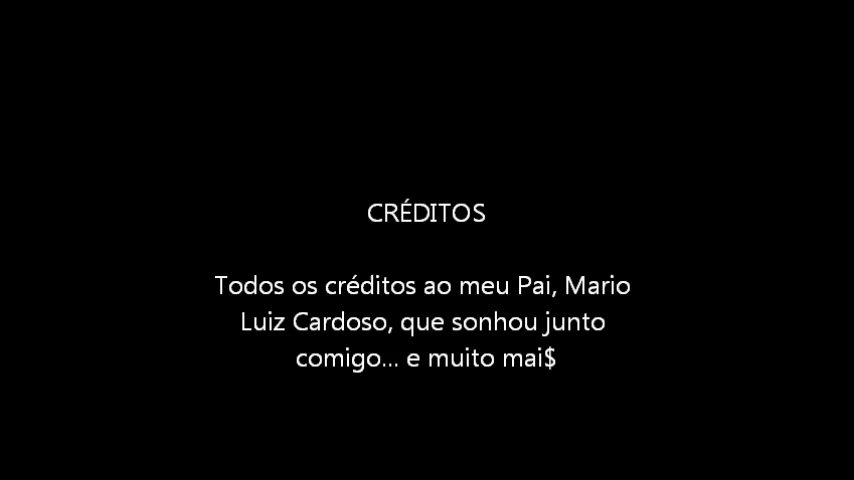 CRÉDITOS
Todos os créditos ao meu Pai, Mario
Luiz Cardoso, que sonhou junto
comigo... e muito mai$